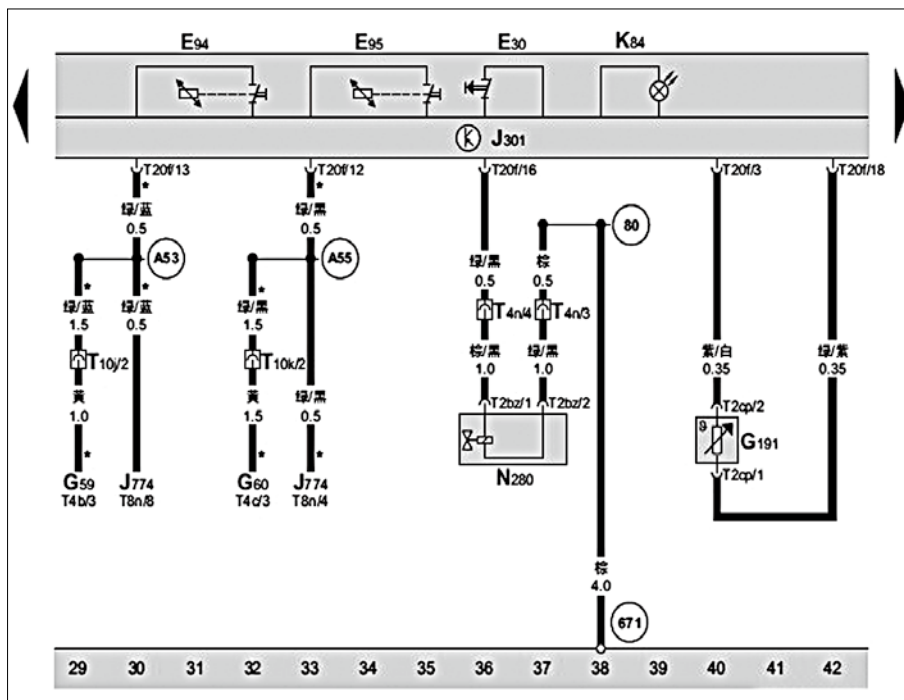 E94 E95 E30 K84
J301
T20f/13 T20f/12 T20f/16 T20f/3 T20f/18
* *
绿/蓝 绿/黑
0.5 0.5
A53 A55 80
* * *
绿/蓝 绿/蓝 绿/黑 绿/黑 棕
1.5 0.5 1.5 0.5 0.5
T10j/2 T10k/2 T4n/4 T4n/3
棕/黑 绿/黑 紫/白 绿/紫
1.0 1.0 0.35 0.35
黄 黄 绿/黑
1.0 1.5 0.5
T2bz/1 T2bz/2 T2cp/2
ϑ G191
* * *
G59 J774 G60 J774 N280 T2cp/1
T4b/3 T8n/8 T4c/3 T8n/4
棕
4.0
671
29 30 31 32 33 34 35 36 37 38 39 40 41 42